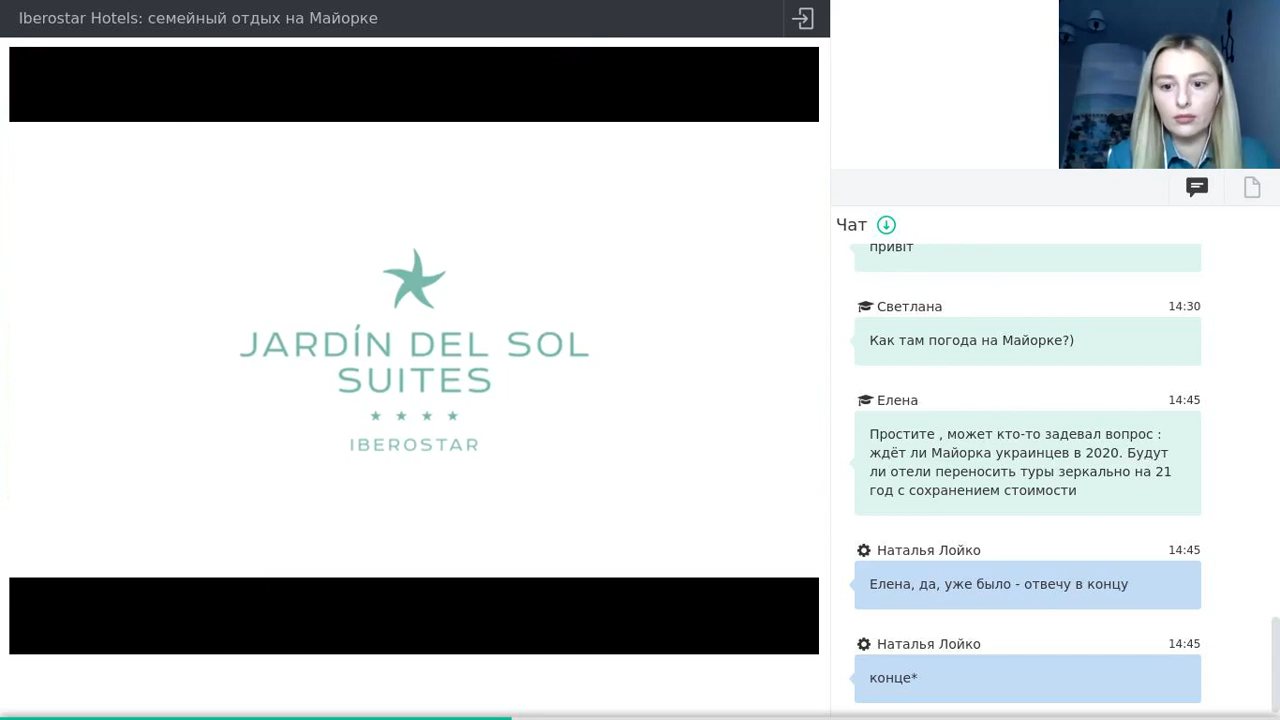 Iberostar Hotels: семейный отдых на Майорке
JARDÍN DEL SOL
SUITES
IBEROSTAR
Чат
привіт
Светлана 14:30
Как там погода на Майорке?)
Елена 14:45
Простите , может кто-то задевал вопрос :
ждёт ли Майорка украинцев в 2020. Будут
ли отели переносить туры зеркально на 21
год с сохранением стоимости
Наталья Лойко 14:45
Елена, да, уже было - отвечу в концу
Наталья Лойко 14:45
конце*